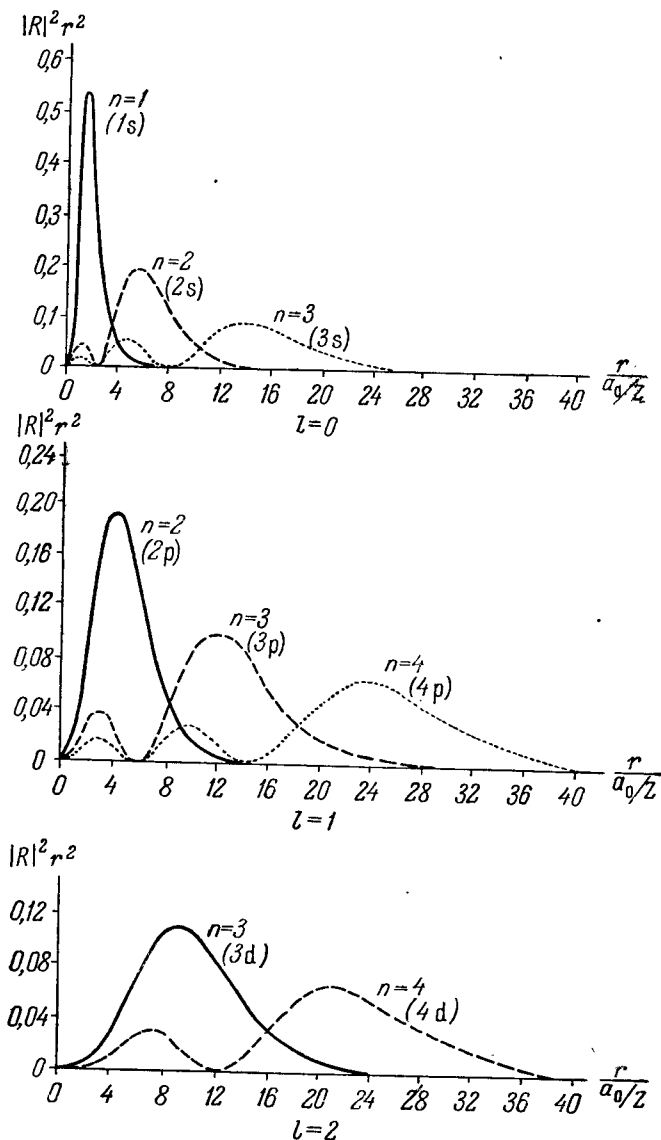 |R|²r²
0,6
0,5
0,4
0,3
0,2
0,1
0
n=1
(1s)
n=2
(2s)
n=3
(3s)
0 4 8 12 16 20 24 28 32 36 40
r
a₀/Z
l=0
|R|²r²
0,24
0,20
0,16
0,12
0,08
0,04
0
n=2
(2p)
n=3
(3p)
n=4
(4p)
0 4 8 12 16 20 24 28 32 36 40
r
a₀/Z
l=1
|R|²r²
0,12
0,08
0,04
0
n=3
(3d)
n=4
(4d)
0 4 8 12 16 20 24 28 32 36 40
r
a₀/Z
l=2